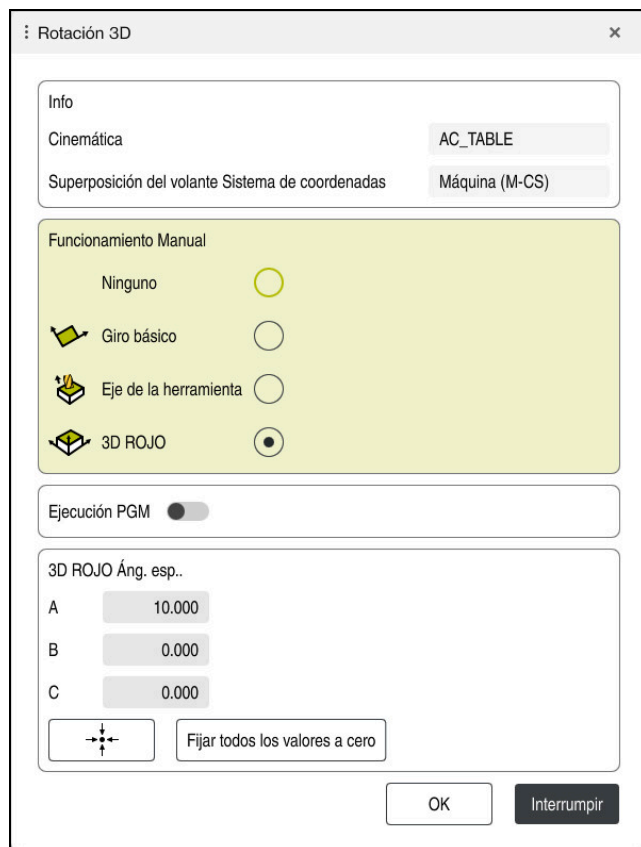 Rotación 3D
Info
Cinemática AC_TABLE
Superposición del volante Sistema de coordenadas Máquina (M-CS)
Funcionamiento Manual
Ninguno
Giro básico
Eje de la herramienta
3D ROJO
Ejecución PGM
3D ROJO Áng. esp..
A 10.000
B 0.000
C 0.000
Fijar todos los valores a cero
OK Interrumpir